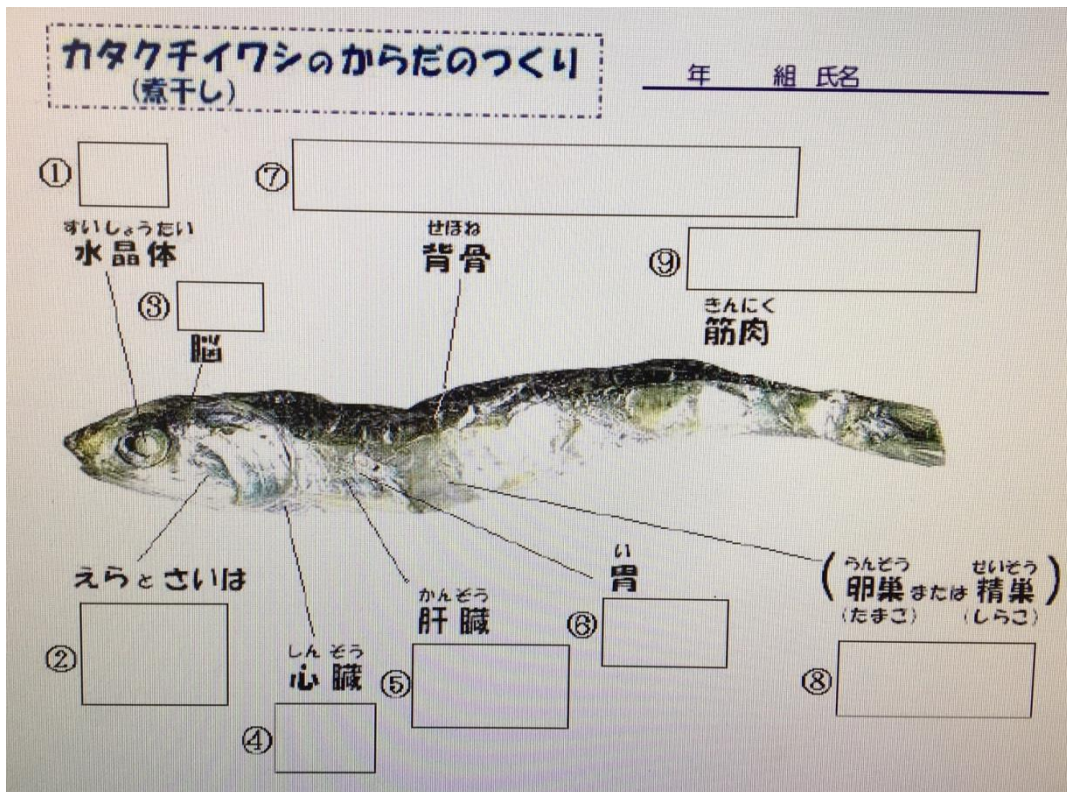 カタクチイワシのからだのつくり
(煮干し)
年 組 氏名
①
⑦
すいしょうたい
水晶体
せぼね
背骨
⑨
③
きんにく
筋肉
脳
えらとさいは
い
胃
(うんそう せいそう)
(卵巣または精巣)
(たまこ) (しらこ)
かんぞう
肝臓
⑥
②
しんぞう
心臓
⑤
⑧
④